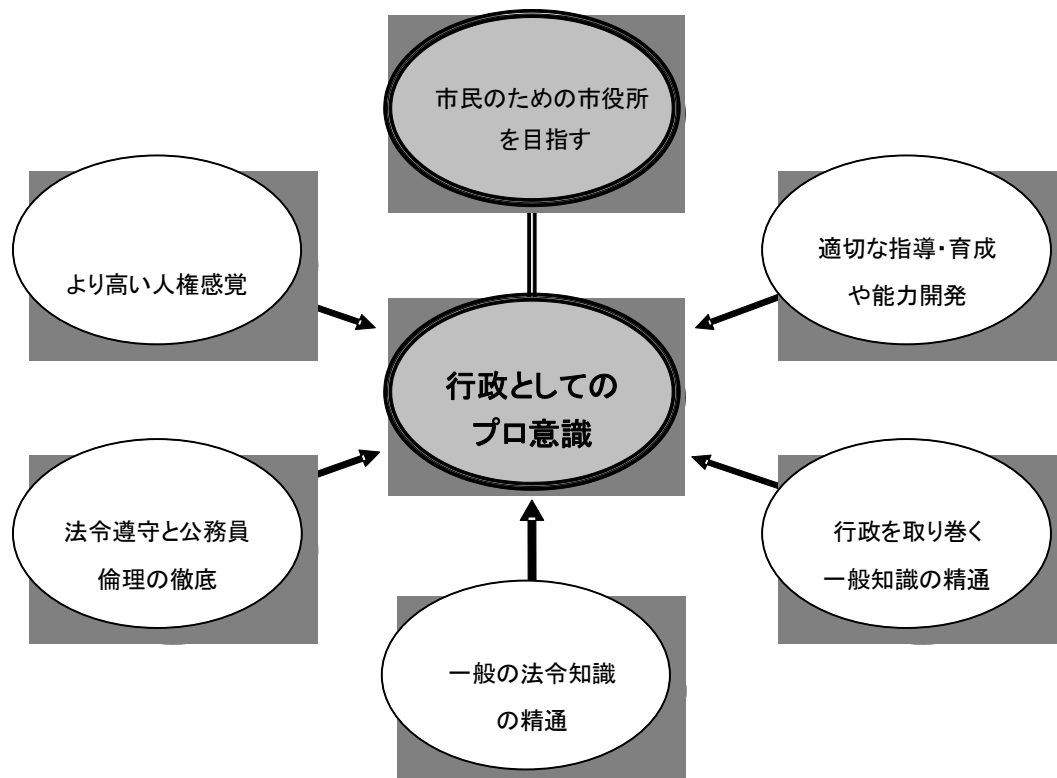 市民のための市役所
を目指す
より高い人権感覚
適切な指導・育成
や能力開発
行政としての
プロ意識
法令遵守と公務員
倫理の徹底
行政を取り巻く
一般知識の精通
一般の法令知識
の精通